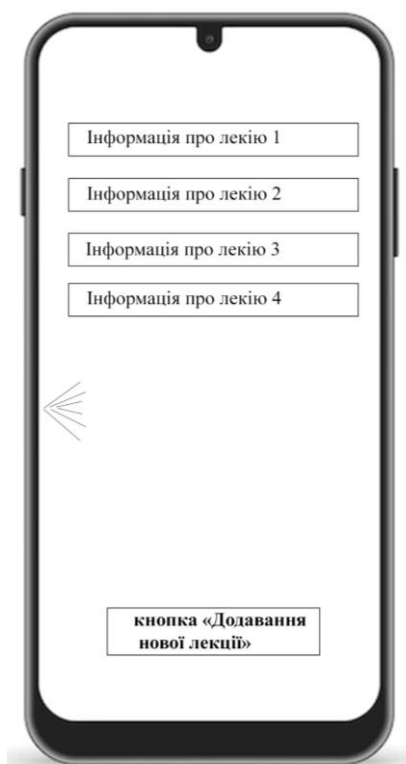 Інформація про лекію 1
Інформація про лекію 2
Інформація про лекію 3
Інформація про лекію 4
кнопка «Додавання
нової лекції»